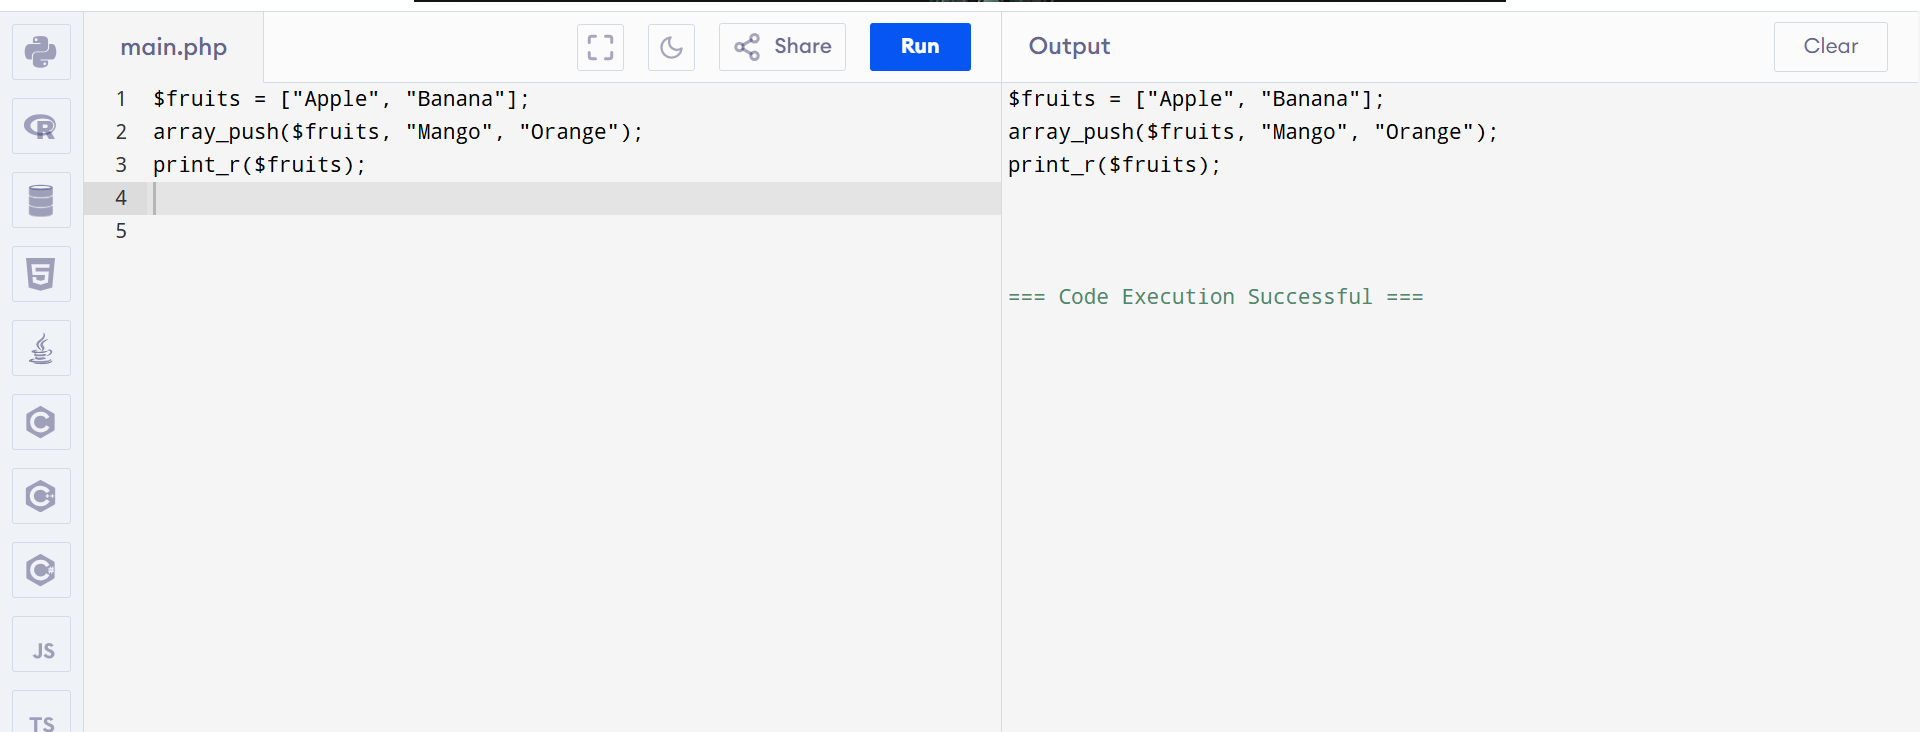 main.php
Share
Run
Output
Clear
1 $fruits = ["Apple", "Banana"];
2 array_push($fruits, "Mango", "Orange");
3 print_r($fruits);
4
5
$fruits = ["Apple", "Banana"];
array_push($fruits, "Mango", "Orange");
print_r($fruits);
=== Code Execution Successful ===
R
5
C
C++
C#
JS
TS